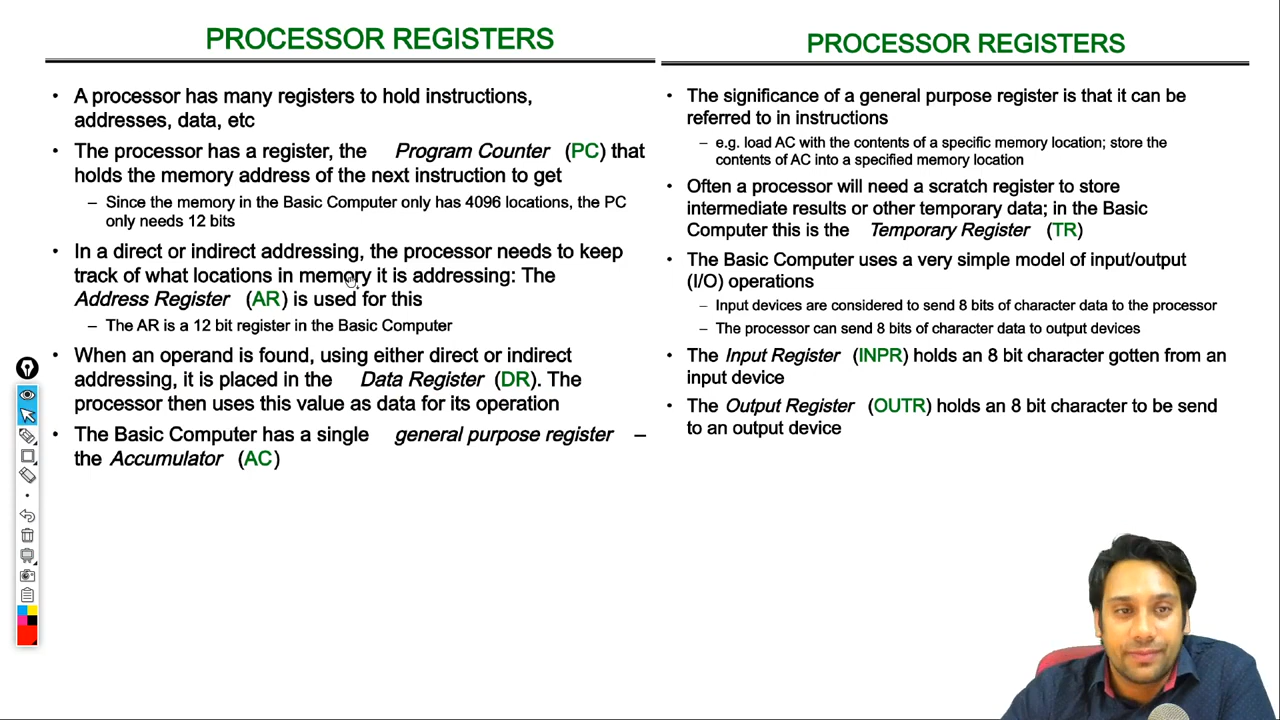 PROCESSOR REGISTERS
• A processor has many registers to hold instructions,
addresses, data, etc
• The processor has a register, the Program Counter (PC) that
holds the memory address of the next instruction to get
– Since the memory in the Basic Computer only has 4096 locations, the PC
only needs 12 bits
• In a direct or indirect addressing, the processor needs to keep
track of what locations in memory it is addressing: The
Address Register (AR) is used for this
– The AR is a 12 bit register in the Basic Computer
• When an operand is found, using either direct or indirect
addressing, it is placed in the Data Register (DR). The
processor then uses this value as data for its operation
• The Basic Computer has a single general purpose register –
the Accumulator (AC)
PROCESSOR REGISTERS
• The significance of a general purpose register is that it can be
referred to in instructions
– e.g. load AC with the contents of a specific memory location; store the
contents of AC into a specified memory location
• Often a processor will need a scratch register to store
intermediate results or other temporary data; in the Basic
Computer this is the Temporary Register (TR)
• The Basic Computer uses a very simple model of input/output
(I/O) operations
– Input devices are considered to send 8 bits of character data to the processor
– The processor can send 8 bits of character data to output devices
• The Input Register (INPR) holds an 8 bit character gotten from an
input device
• The Output Register (OUTR) holds an 8 bit character to be send
to an output device